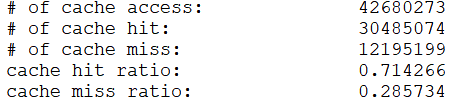 # of cache access: 42680273
# of cache hit: 30485074
# of cache miss: 12195199
cache hit ratio: 0.714266
cache miss ratio: 0.285734